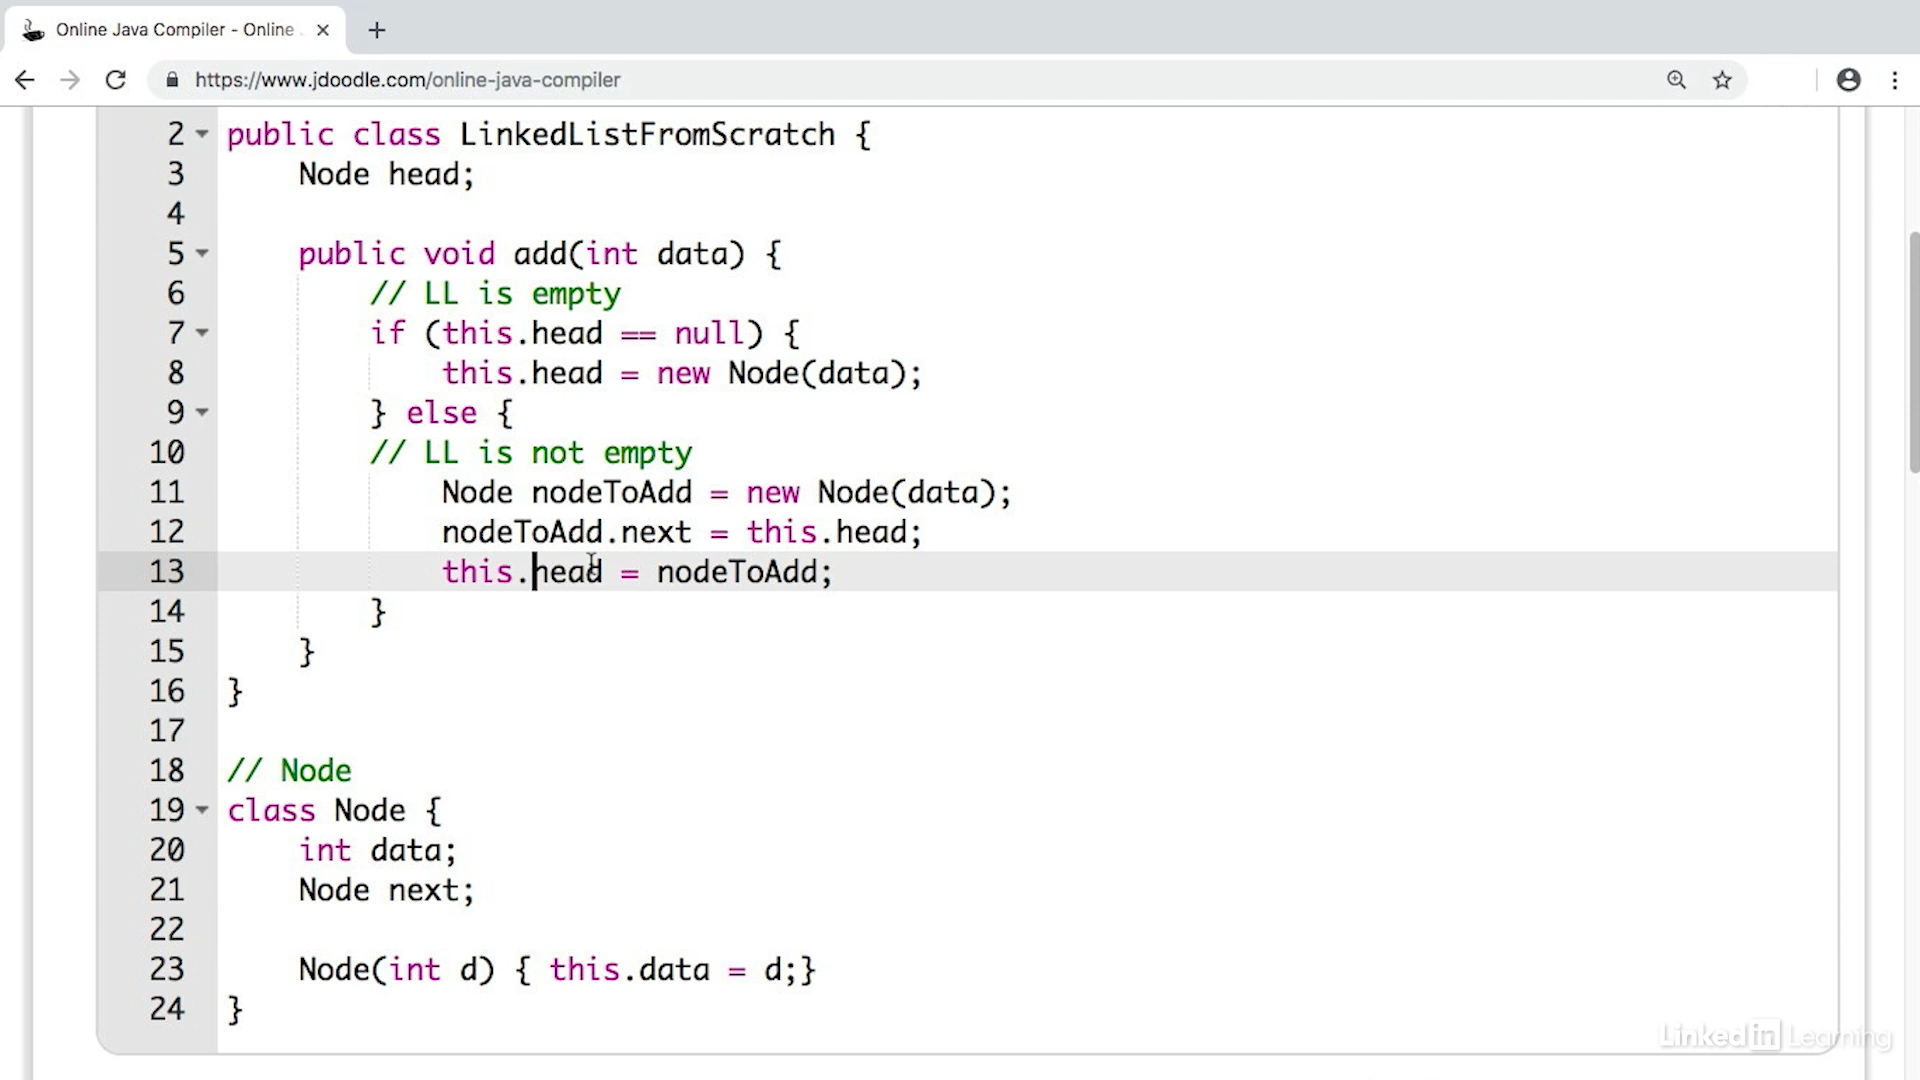 Online Java Compiler - Online
https://www.jdoodle.com/online-java-compiler
2 public class LinkedListFromScratch {
3 Node head;
4
5 public void add(int data) {
6 // LL is empty
7 if (this.head == null) {
8 this.head = new Node(data);
9 } else {
10 // LL is not empty
11 Node nodeToAdd = new Node(data);
12 nodeToAdd.next = this.head;
13 this.head = nodeToAdd;
14 }
15 }
16 }
17
18 // Node
19 class Node {
20 int data;
21 Node next;
22
23 Node(int d) { this.data = d;}
24 }
Linked in Learning